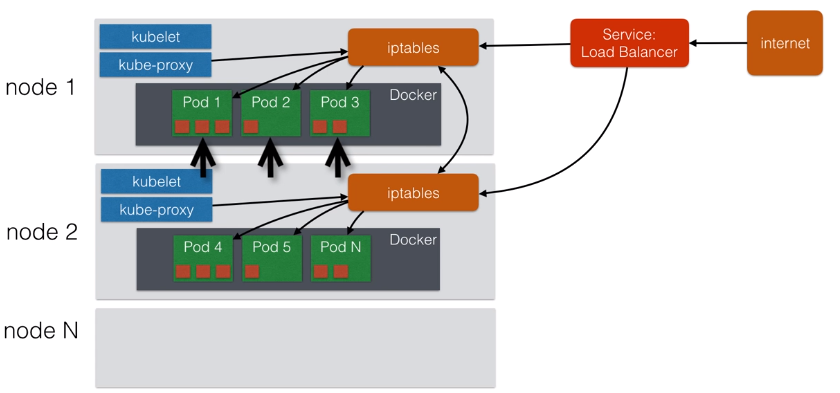 kubelet
kube-proxy
iptables
Service:
Load Balancer
internet
node 1
Docker
Pod 1
Pod 2
Pod 3
kubelet
kube-proxy
iptables
node 2
Docker
Pod 4
Pod 5
Pod N
node N